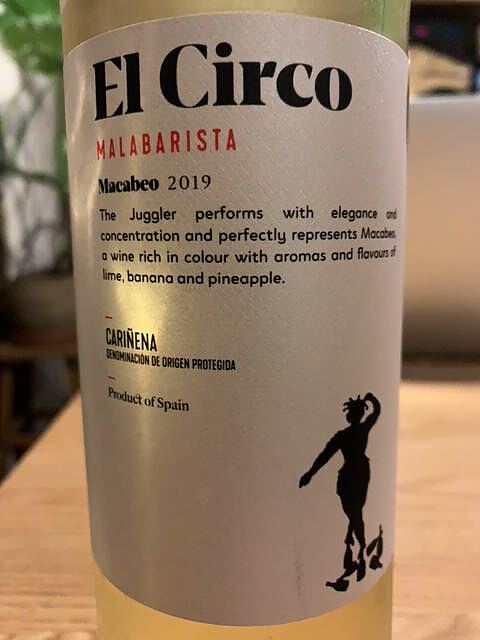 El Circo
MALABARISTA
Macabeo 2019
The Juggler performs with elegance and
concentration and perfectly represents Macabeo,
a wine rich in colour with aromas and flavours of
lime, banana and pineapple.
CARIÑENA
DENOMINACIÓN DE ORIGEN PROTEGIDA
Product of Spain